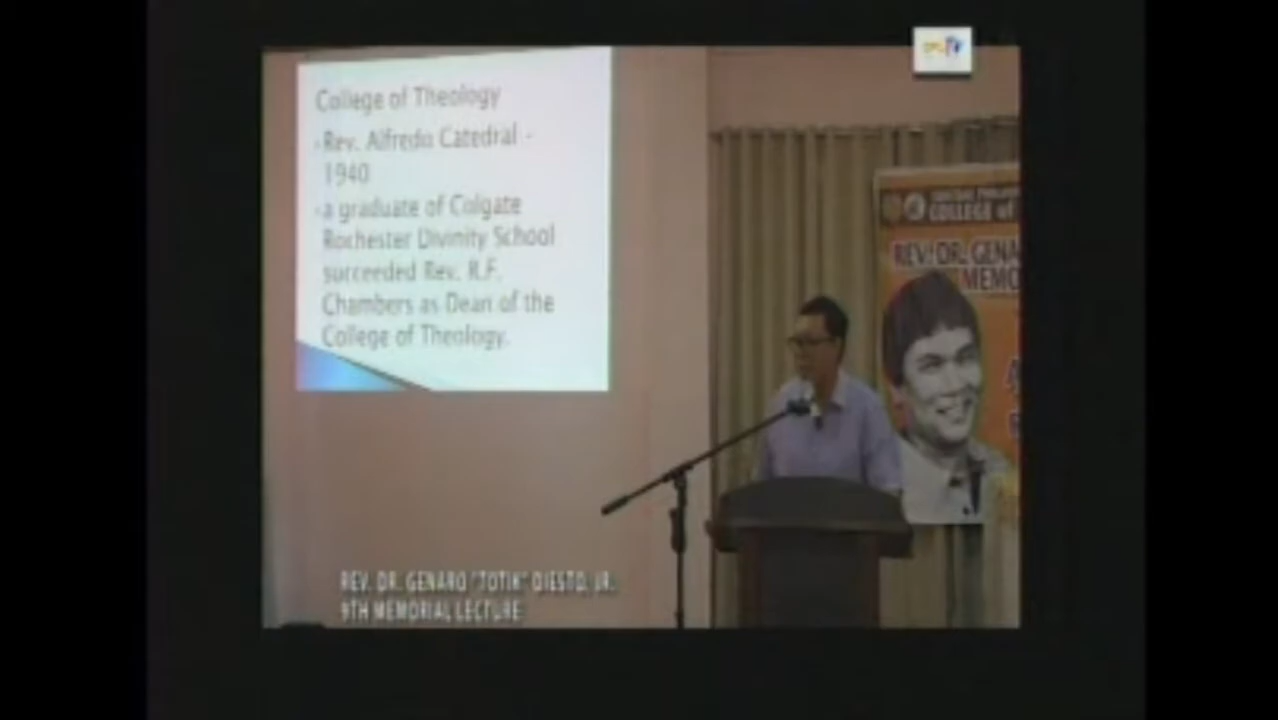 College of Theology
-Rev. Alfredo Catedral -
1940
-a graduate of Colgate
Rochester Divinity School
succeeded Rev. R.F.
Chambers as Dean of the
College of Theology.
COLLEGE of
REV. DR. GENA
MEMO
REV. DR. GENARO "TOTIK" DIESTO, JR.
9TH MEMORIAL LECTURE